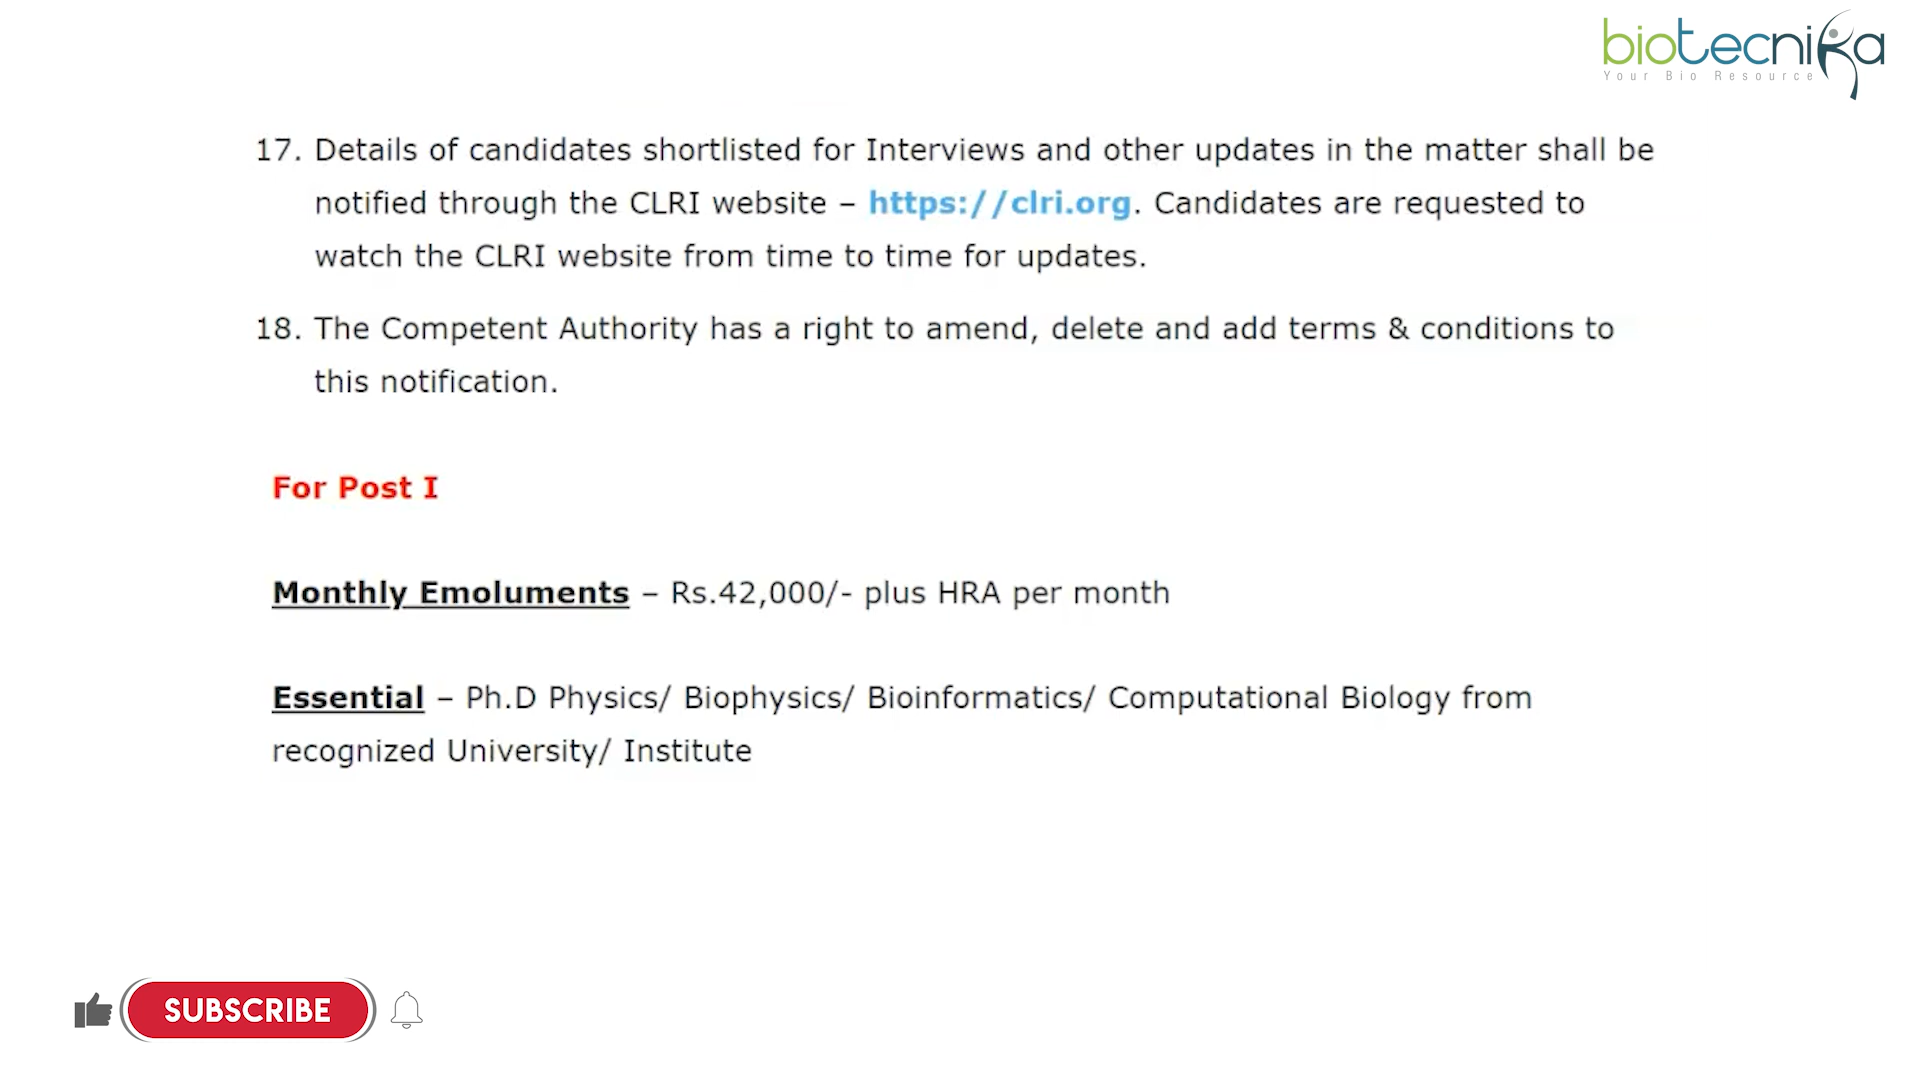 biotecnika
Your Bio Resource
17. Details of candidates shortlisted for Interviews and other updates in the matter shall be
notified through the CLRI website – https://clri.org. Candidates are requested to
watch the CLRI website from time to time for updates.
18. The Competent Authority has a right to amend, delete and add terms & conditions to
this notification.
For Post I
Monthly Emoluments – Rs.42,000/- plus HRA per month
Essential – Ph.D Physics/ Biophysics/ Bioinformatics/ Computational Biology from
recognized University/ Institute
SUBSCRIBE